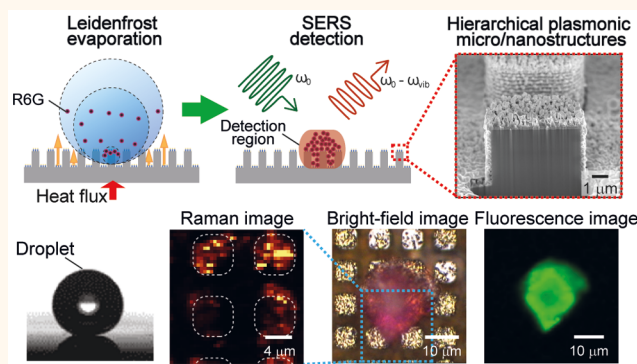 Leidenfrost
evaporation
SERS
detection
Hierarchical plasmonic
micro/nanostructures
R6G
ω0
ω0 - ωvib
Detection
region
Heat flux
1 μm
Droplet
Raman image
Bright-field image
Fluorescence image
4 μm
10 μm
10 μm